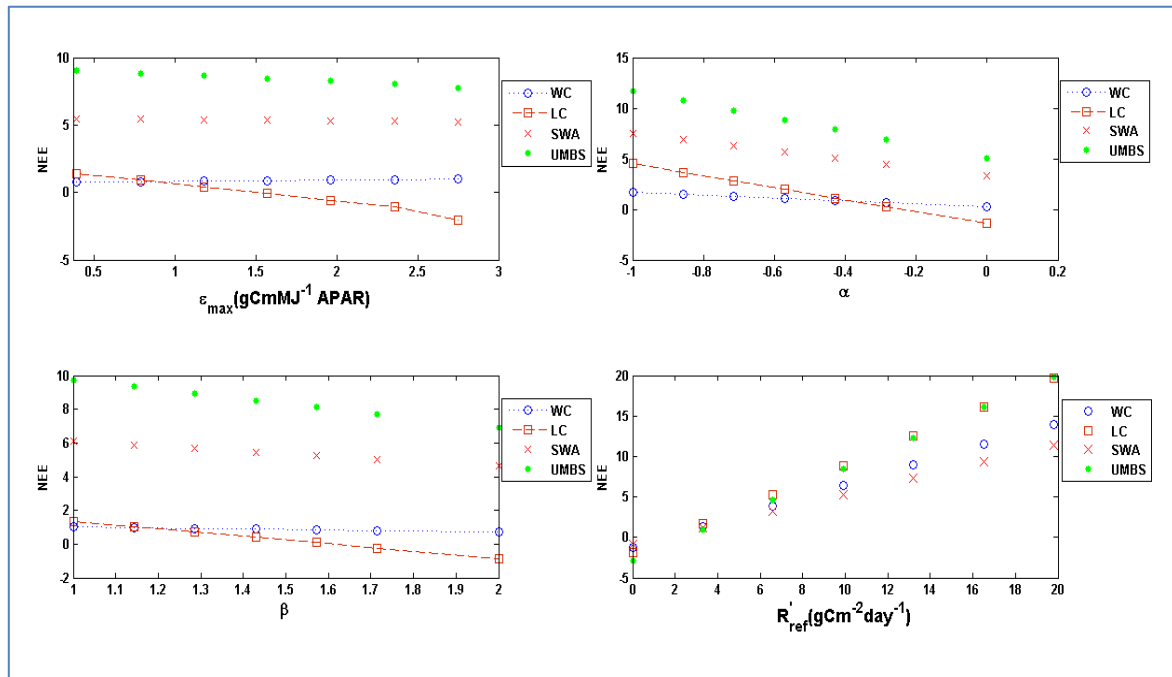 10
5
0
-5
NEE
0.5 1 1.5 2 2.5 3
εmax(gCmMJ-1 APAR)
WC
LC
SWA
UMBS
15
10
5
0
-5
NEE
-1 -0.8 -0.6 -0.4 -0.2 0 0.2
α
WC
LC
SWA
UMBS
10
8
6
4
2
0
-2
NEE
1 1.1 1.2 1.3 1.4 1.5 1.6 1.7 1.8 1.9 2
β
WC
LC
SWA
UMBS
20
15
10
5
0
-5
NEE
0 2 4 6 8 10 12 14 16 18 20
R'ref(gCm-2day-1)
WC
LC
SWA
UMBS